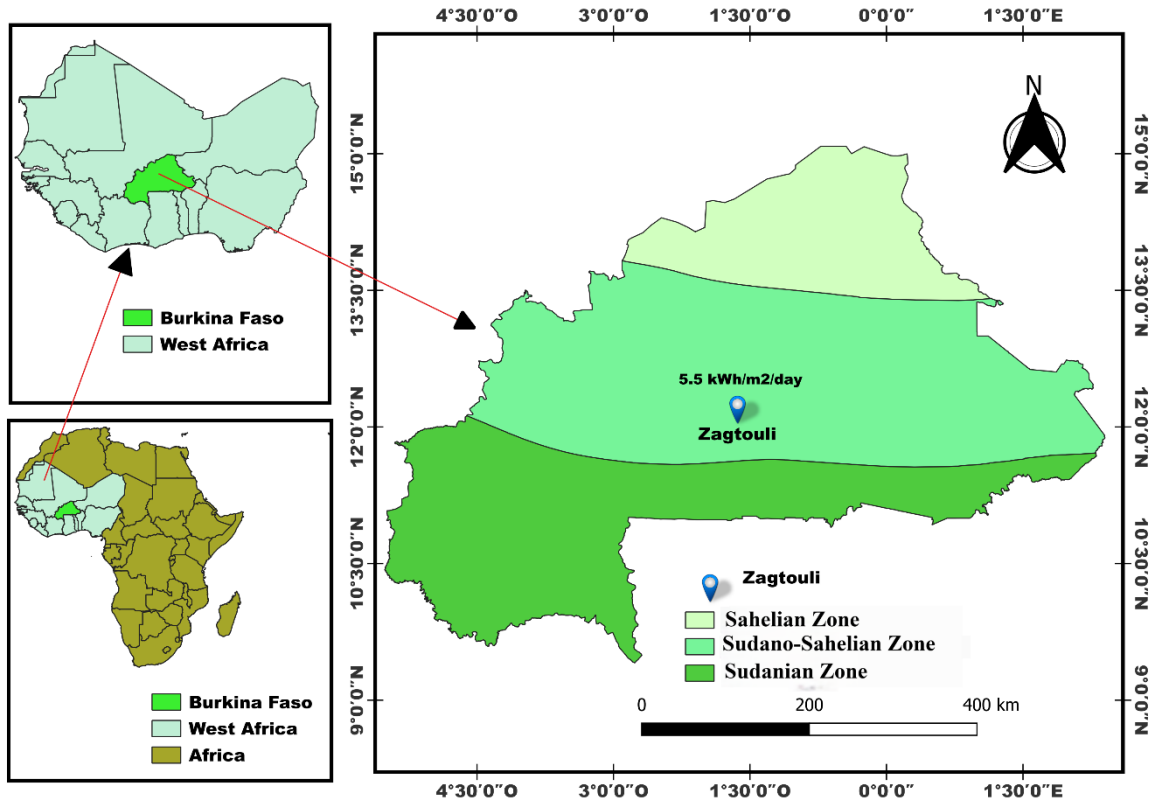 Burkina Faso
West Africa
Burkina Faso
West Africa
Africa
4°30'0"O 3°0'0"O 1°30'0"O 0°0'0" 1°30'0"E
15°0'0"N
13°30'0"N
12°0'0"N
10°30'0"N
9°0'0"N
N
15°0'0"N
13°30'0"N
12°0'0"N
10°30'0"N
9°0'0"N
5.5 kWh/m2/day
Zagtouli
Zagtouli
Sahelian Zone
Sudano-Sahelian Zone
Sudanian Zone
0 200 400 km
4°30'0"O 3°0'0"O 1°30'0"O 0°0'0" 1°30'0"E